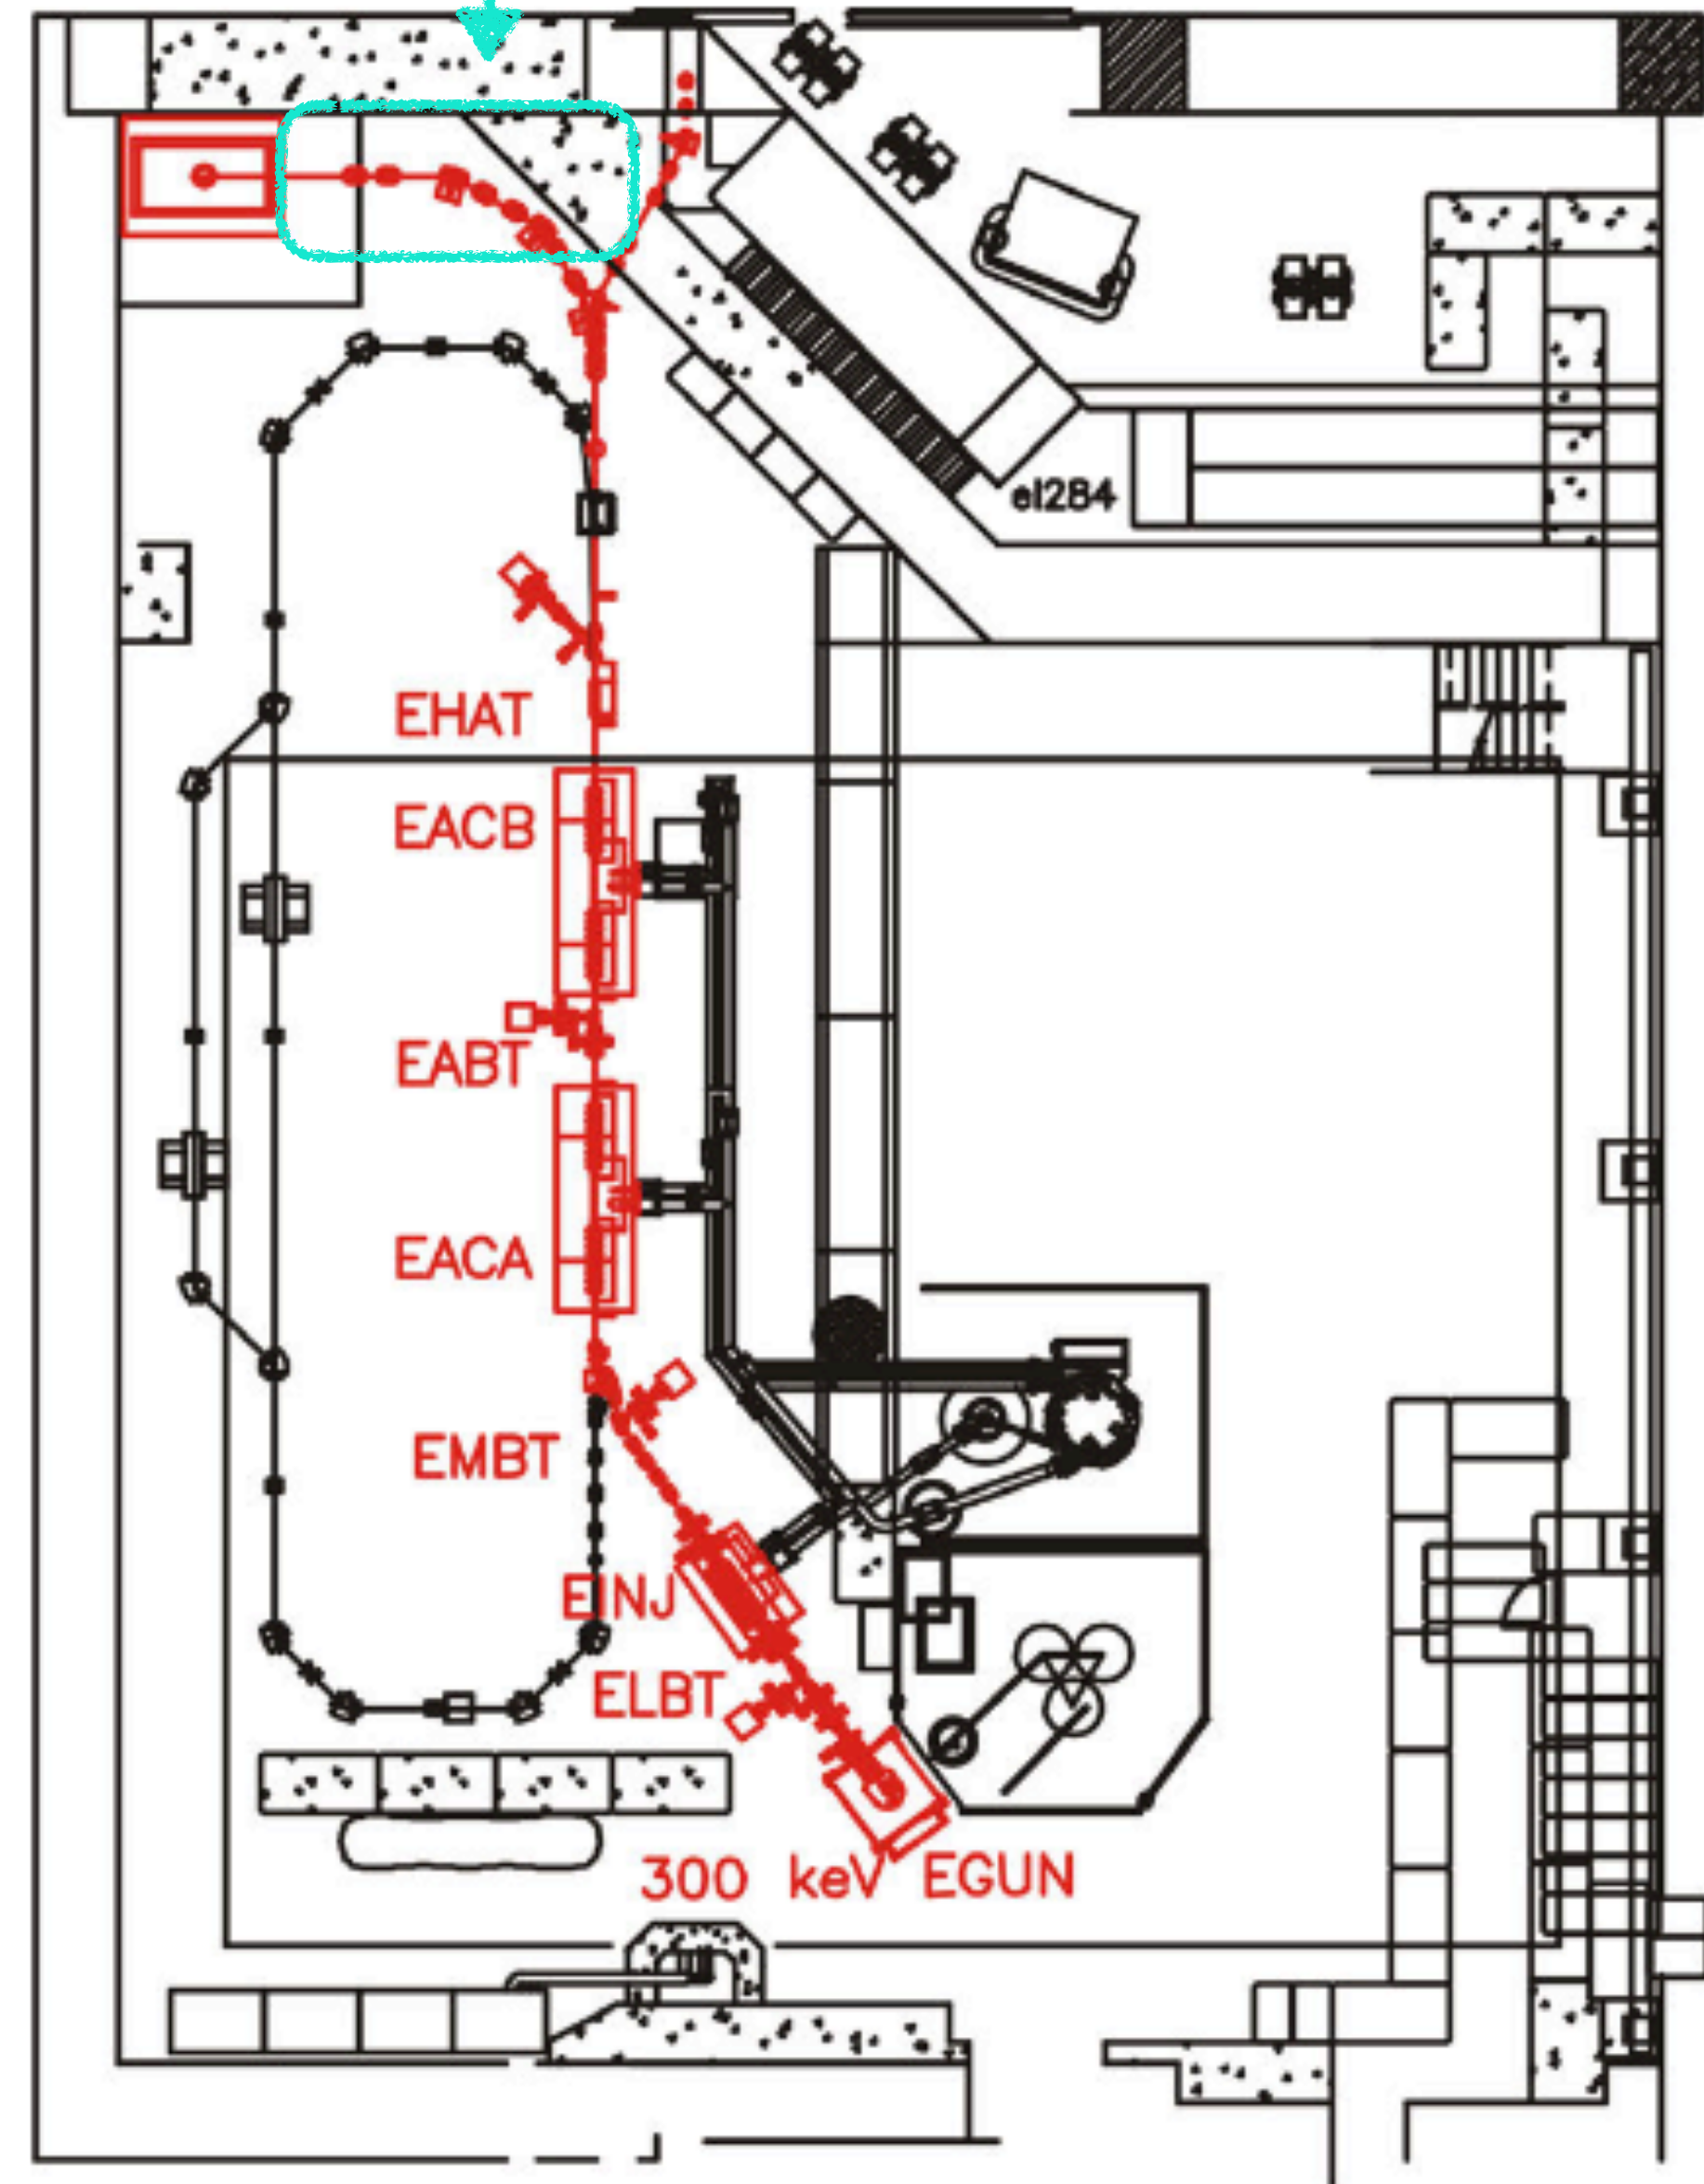 el284
EHAT
EACB
EABT
EACA
EMBT
EINJ
ELBT
300 keV EGUN